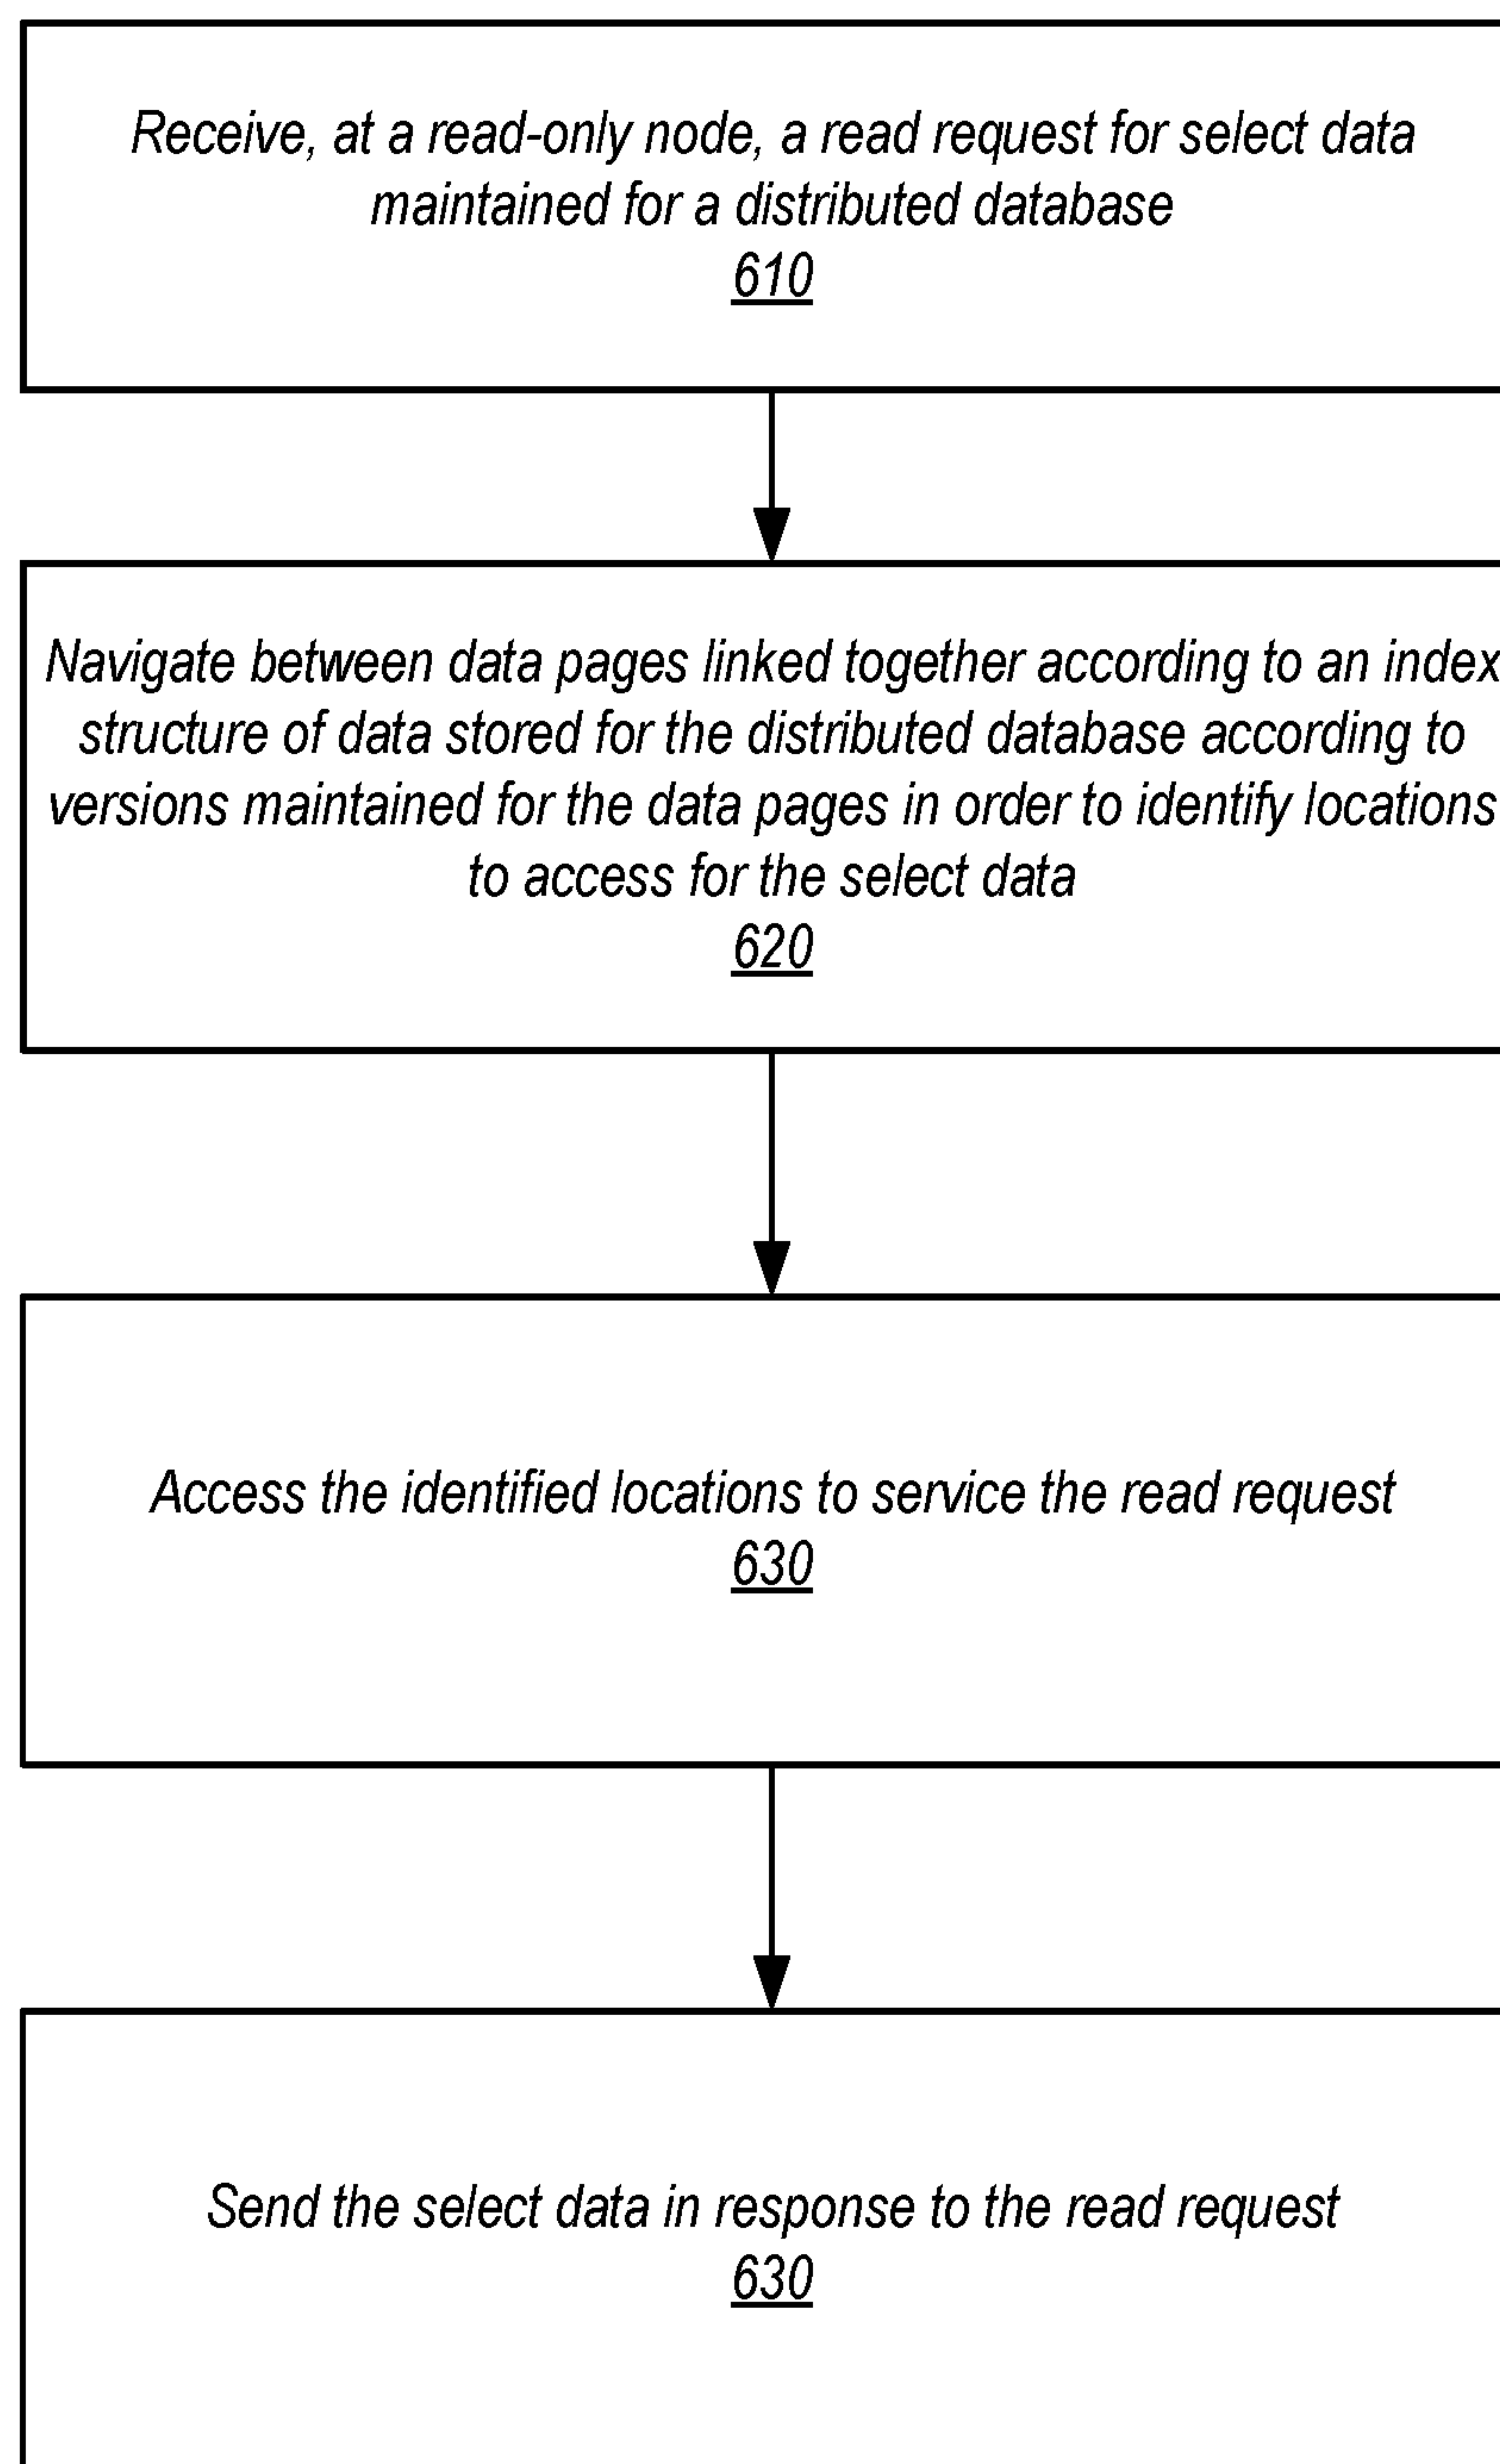 Receive, at a read-only node, a read request for select data
maintained for a distributed database
610
Navigate between data pages linked together according to an index
structure of data stored for the distributed database according to
versions maintained for the data pages in order to identify locations
to access for the select data
620
Access the identified locations to service the read request
630
Send the select data in response to the read request
630